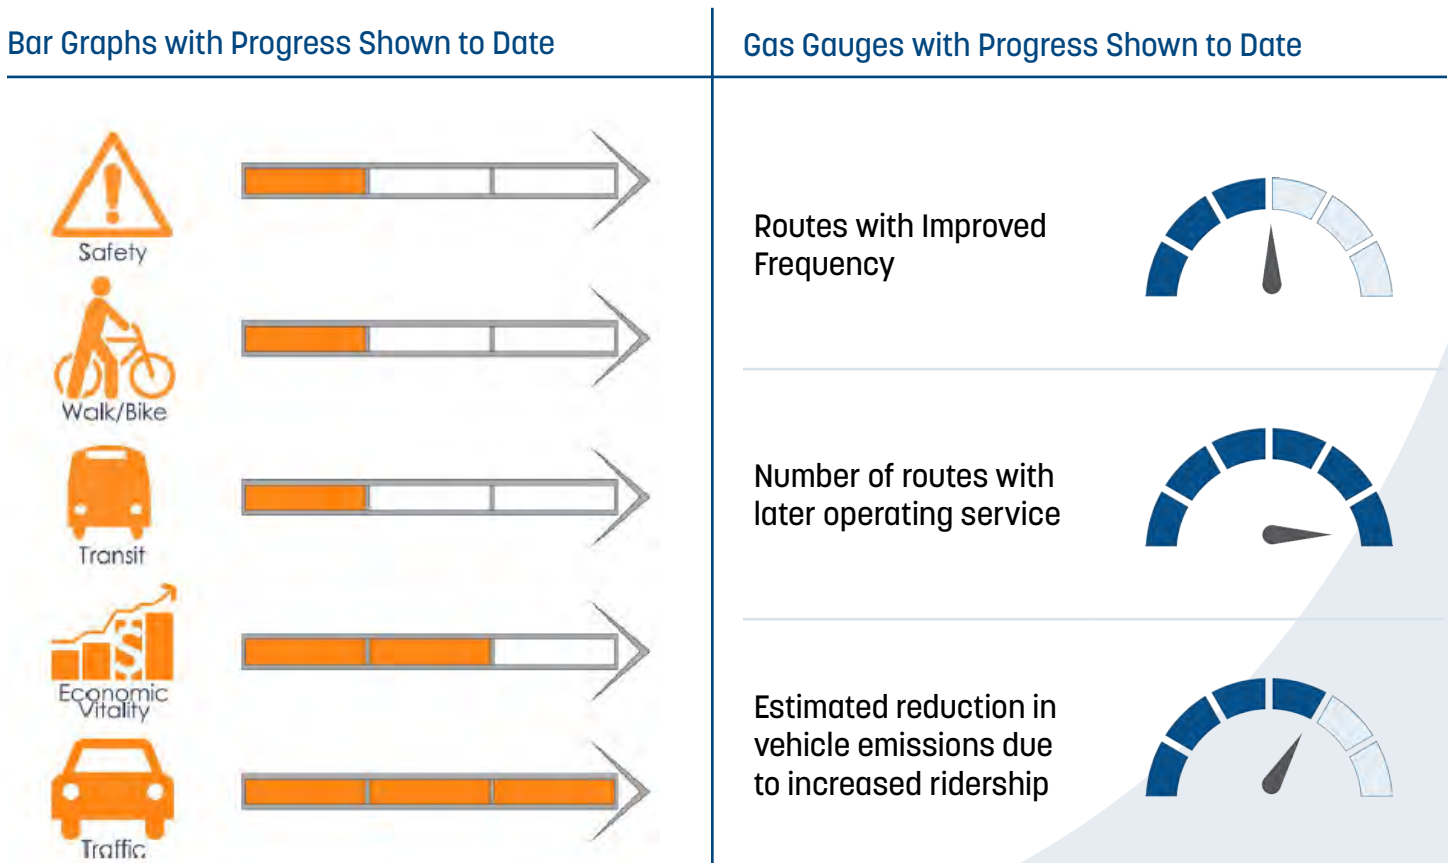 Bar Graphs with Progress Shown to Date
Safety
Walk/Bike
Transit
$
Economic
Vitality
Traffic
Gas Gauges with Progress Shown to Date
Routes with Improved
Frequency
Number of routes with
later operating service
Estimated reduction in
vehicle emissions due
to increased ridership